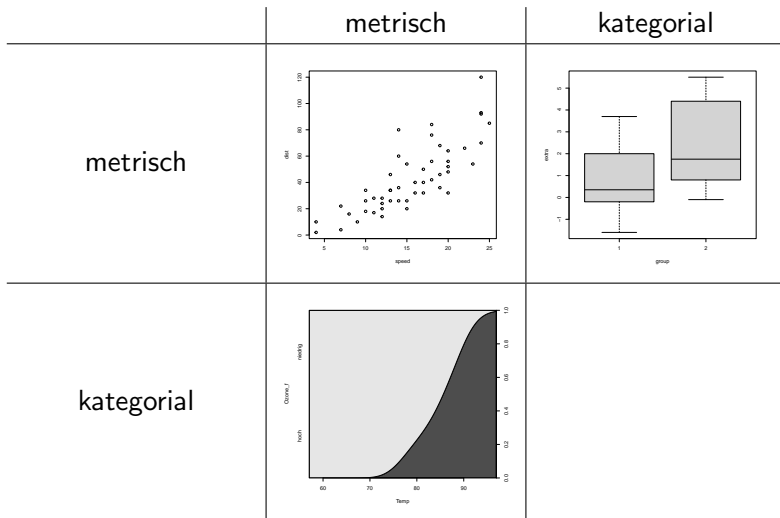 metrisch kategorial
metrisch
0 20 40 60 80 100 120
dist
5 10 15 20 25
speed
−1 0 1 2 3 4 5
extra
1 2
group
kategorial
niedrig
hoch
Ozone_f
0.0 0.2 0.4 0.6 0.8 1.0
60 70 80 90
Temp